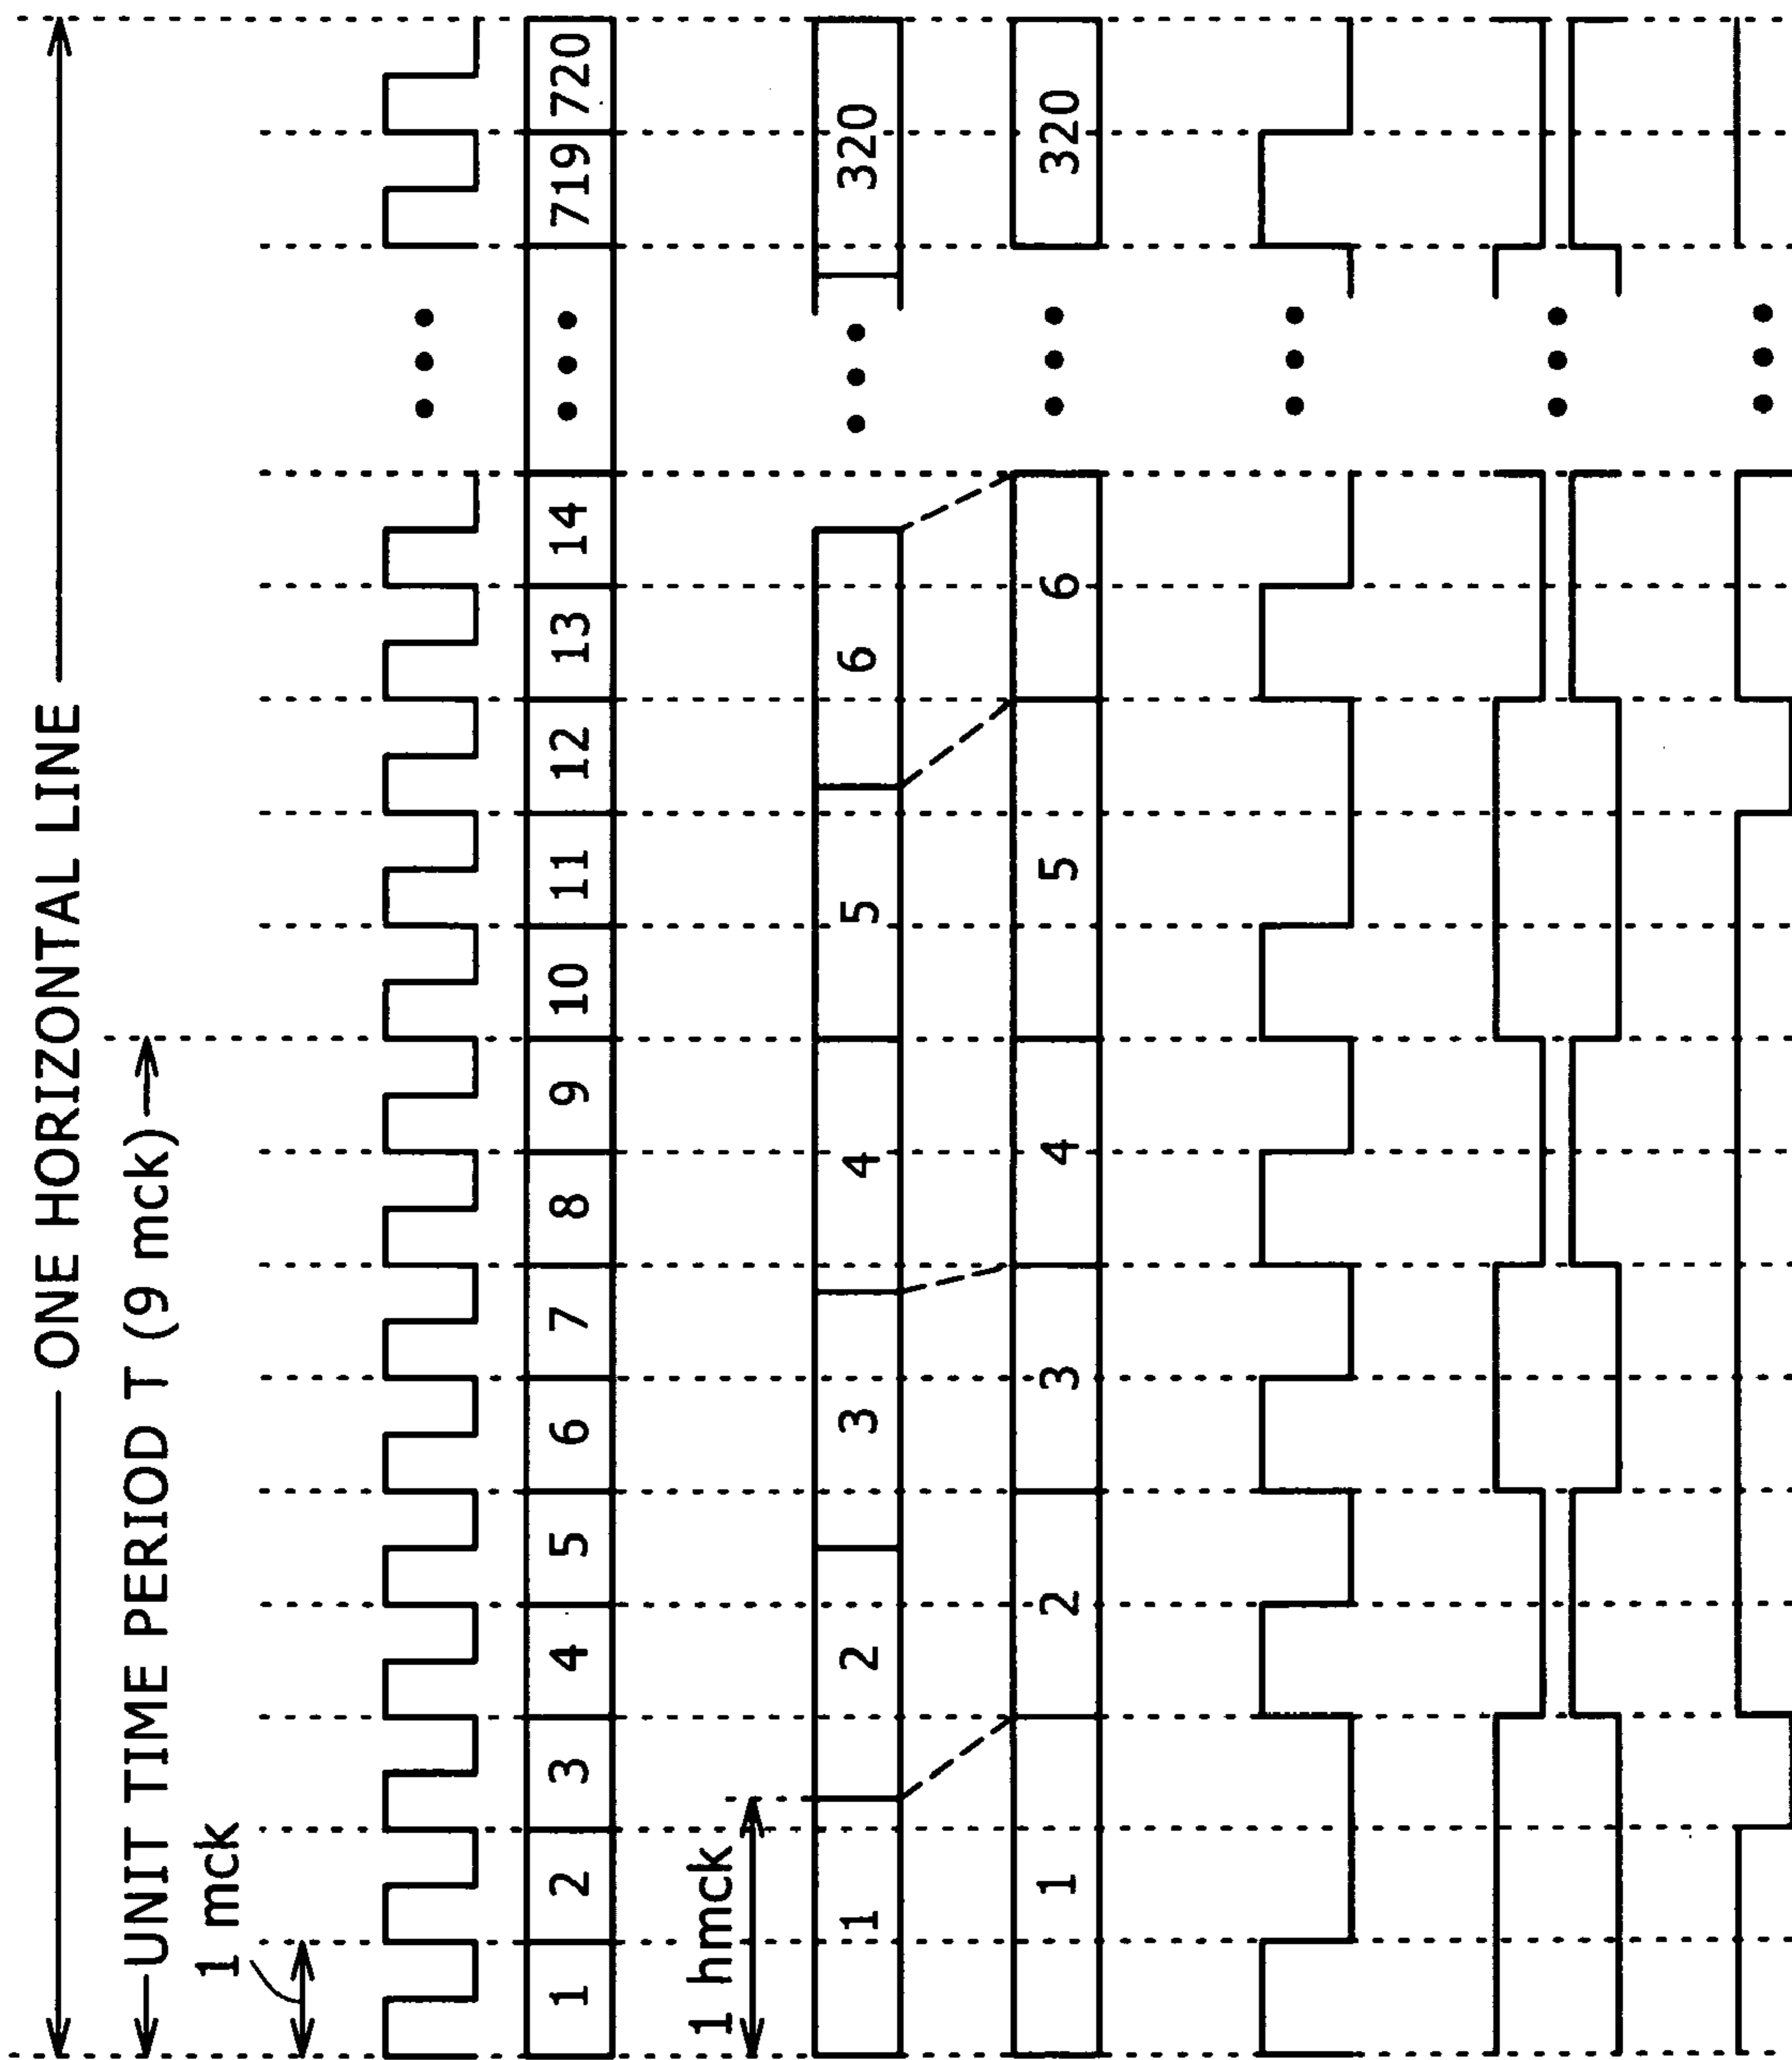 ONE HORIZONTAL LINE
UNIT TIME PERIOD T (9 mck)
1 mck
1 2 3 4 5 6 7 8 9 10 11 12 13 14 719 720
1 hmck
1 2 3 4 5 6 320
1 2 3 4 5 6 320